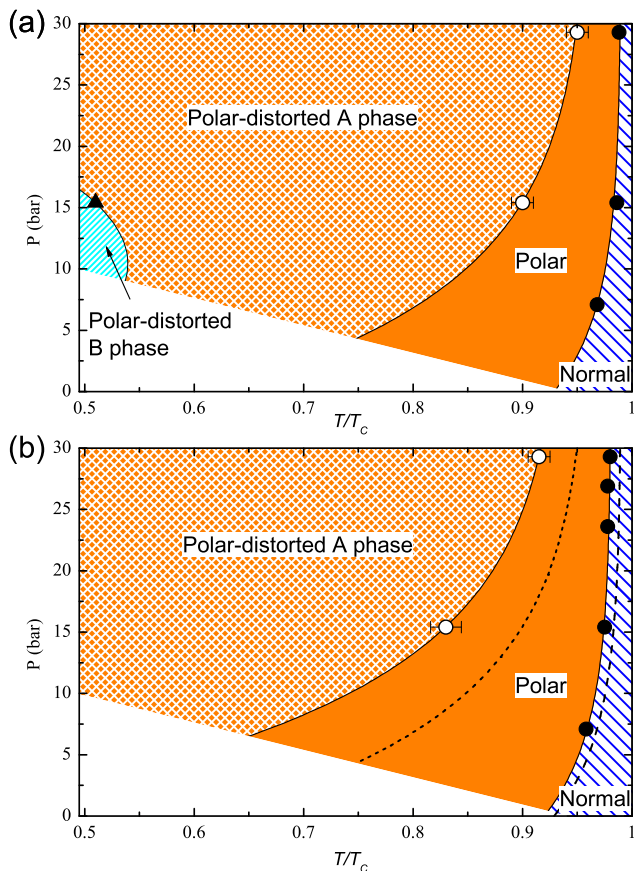 (a)
30
25
20
15
10
5
0
P (bar)
Polar-distorted A phase
Polar
Polar-distorted
B phase
Normal
0.5
0.6
0.7
0.8
0.9
1
T/T_C
(b)
30
25
20
15
10
5
0
P (bar)
Polar-distorted A phase
Polar
Normal
0.5
0.6
0.7
0.8
0.9
1
T/T_C